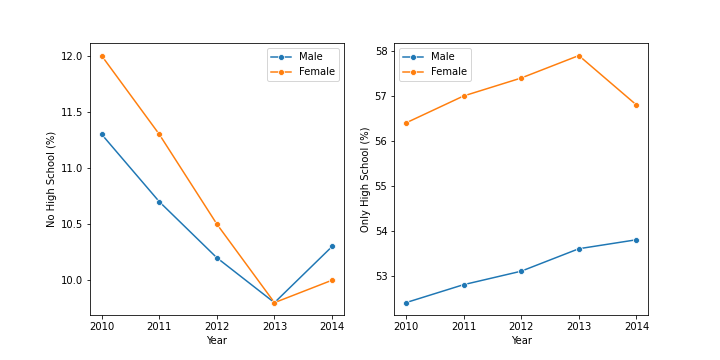 Male
Female
12.0
11.5
11.0
10.5
10.0
No High School (%)
2010 2011 2012 2013 2014
Year
Male
Female
58
57
56
55
54
53
Only High School (%)
2010 2011 2012 2013 2014
Year